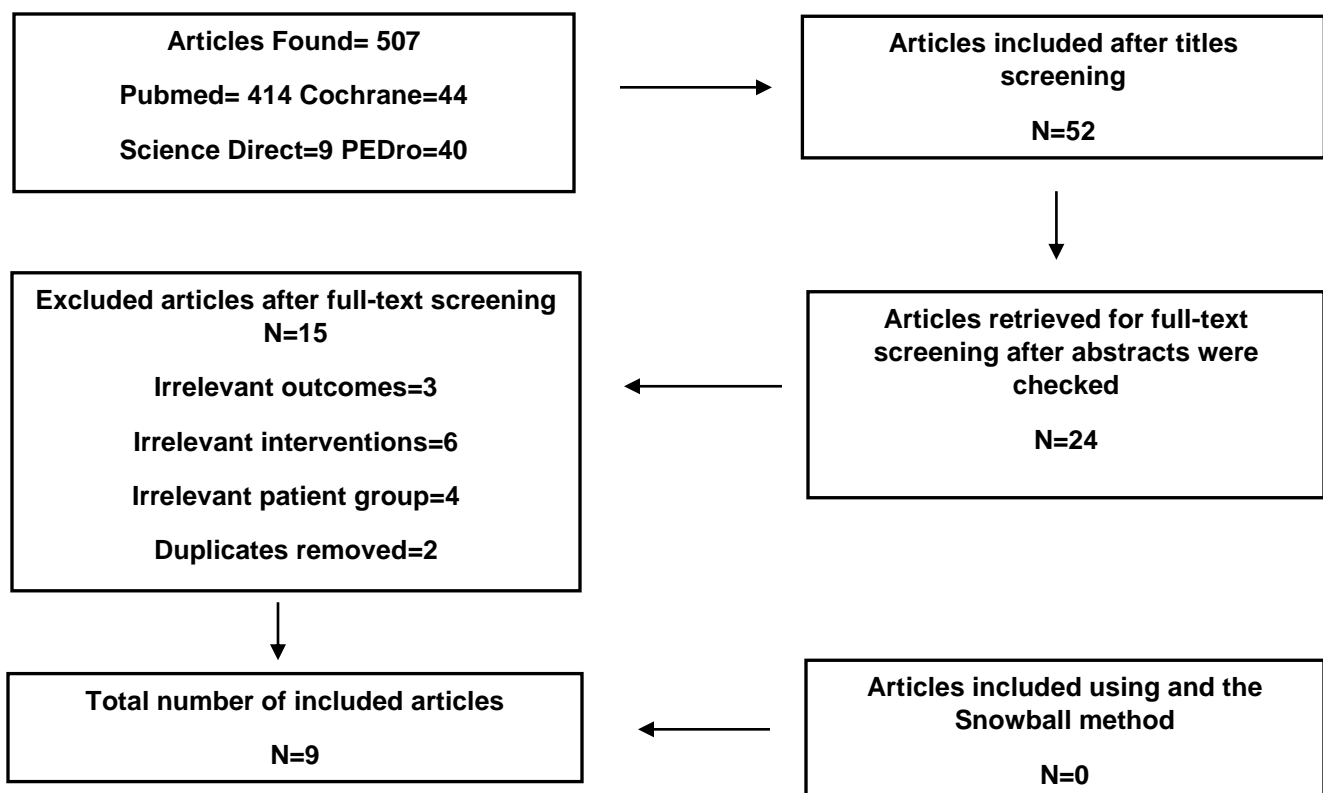 Articles Found= 507
Pubmed= 414 Cochrane=44
Science Direct=9 PEDro=40
Articles included after titles
screening
N=52
Articles retrieved for full-text
screening after abstracts were
checked
N=24
Excluded articles after full-text screening
N=15
Irrelevant outcomes=3
Irrelevant interventions=6
Irrelevant patient group=4
Duplicates removed=2
Total number of included articles
N=9
Articles included using and the
Snowball method
N=0